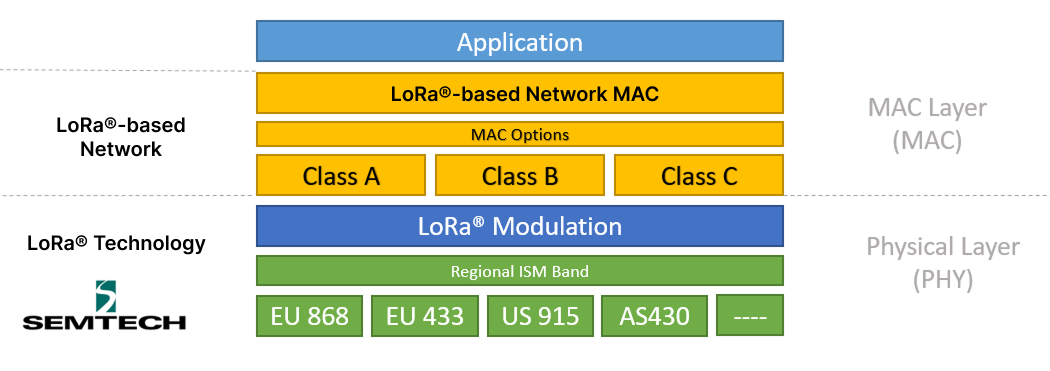 Application
LoRa®-based Network MAC
MAC Options
Class A Class B Class C
LoRa®-based
Network
MAC Layer
(MAC)
LoRa® Modulation
Regional ISM Band
EU 868 EU 433 US 915 AS430 ----
LoRa® Technology
SEMTECH
Physical Layer
(PHY)